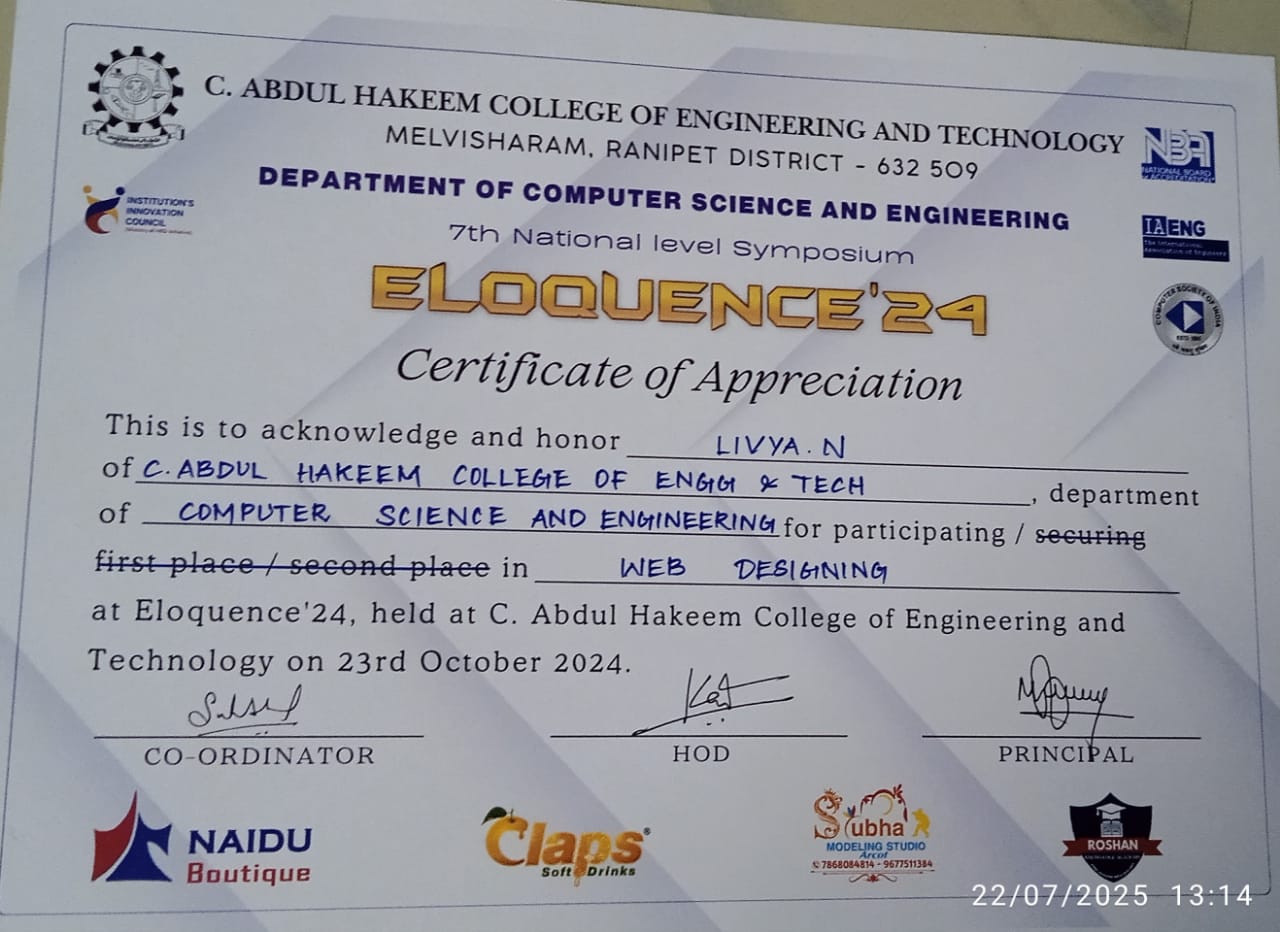 C. ABDUL HAKEEM COLLEGE OF ENGINEERING AND TECHNOLOGY
MELVISHARAM, RANIPET DISTRICT - 632 509
DEPARTMENT OF COMPUTER SCIENCE AND ENGINEERING
7th National level Symposium
ELOQUENCE'24
Certificate of Appreciation
INSTITUTION'S
INNOVATION
COUNCIL
NBA
NATIONAL BOARD
of ACCREDITATION
IAENG
The International
Association of Engineers
COMPUTER SOCIETY OF INDIA
This is to acknowledge and honor LIVYA. N
of C. ABDUL HAKEEM COLLEGE OF ENGG & TECH, department
of COMPUTER SCIENCE AND ENGINEERING for participating / securing
first place / second place in WEB DESIGNING
at Eloquence'24, held at C. Abdul Hakeem College of Engineering and
Technology on 23rd October 2024.
CO-ORDINATOR HOD PRINCIPAL
NAIDU
Boutique
Claps®
Soft Drinks
Subha
MODELING STUDIO
Arcot
7868084814 - 9677511384
ROSHAN
22/07/2025 13:14